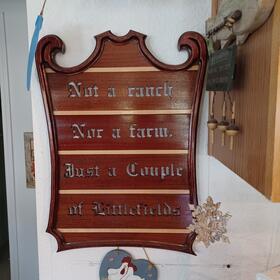 Not a ranch
Nor a farm.
Just a Couple
of Littlefields